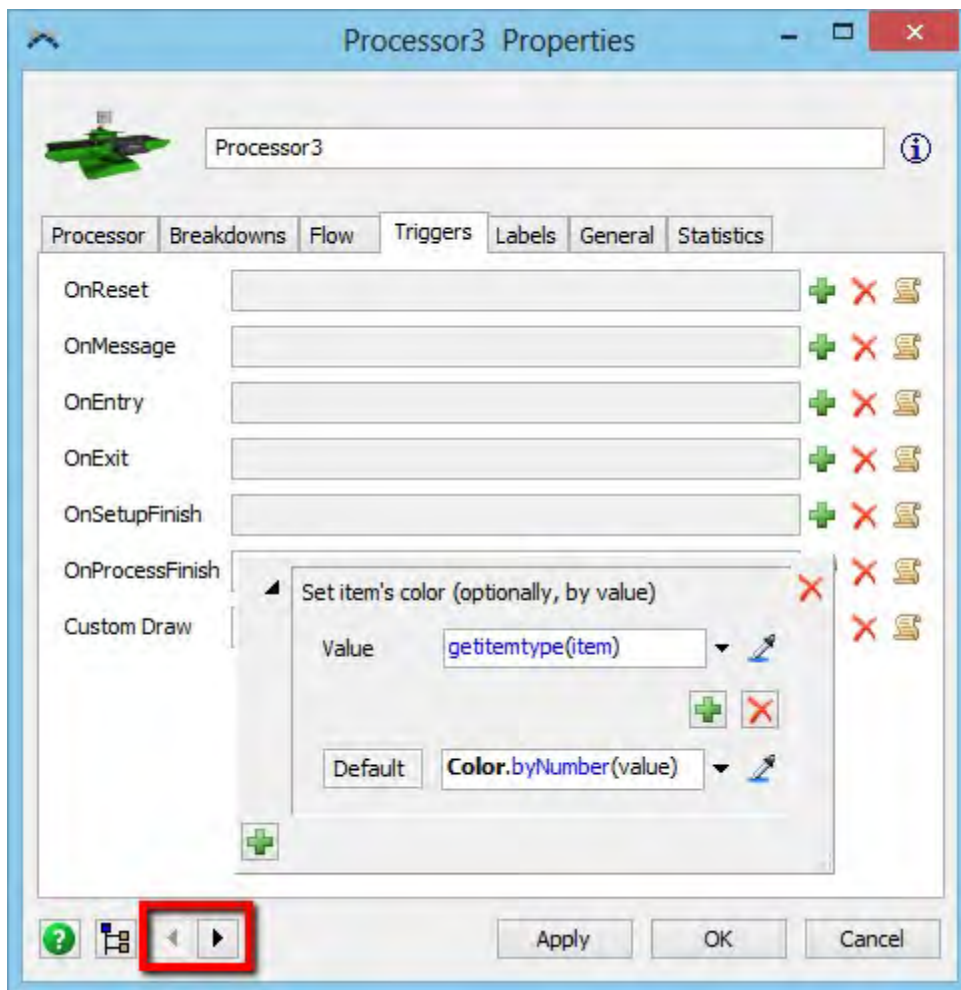 Processor3 Properties
Processor3
Processor Breakdowns Flow Triggers Labels General Statistics
OnReset
OnMessage
OnEntry
OnExit
OnSetupFinish
OnProcessFinish
Set item's color (optionally, by value)
Custom Draw
Value getitemtype(item)
Default Color.byNumber(value)
Apply OK Cancel